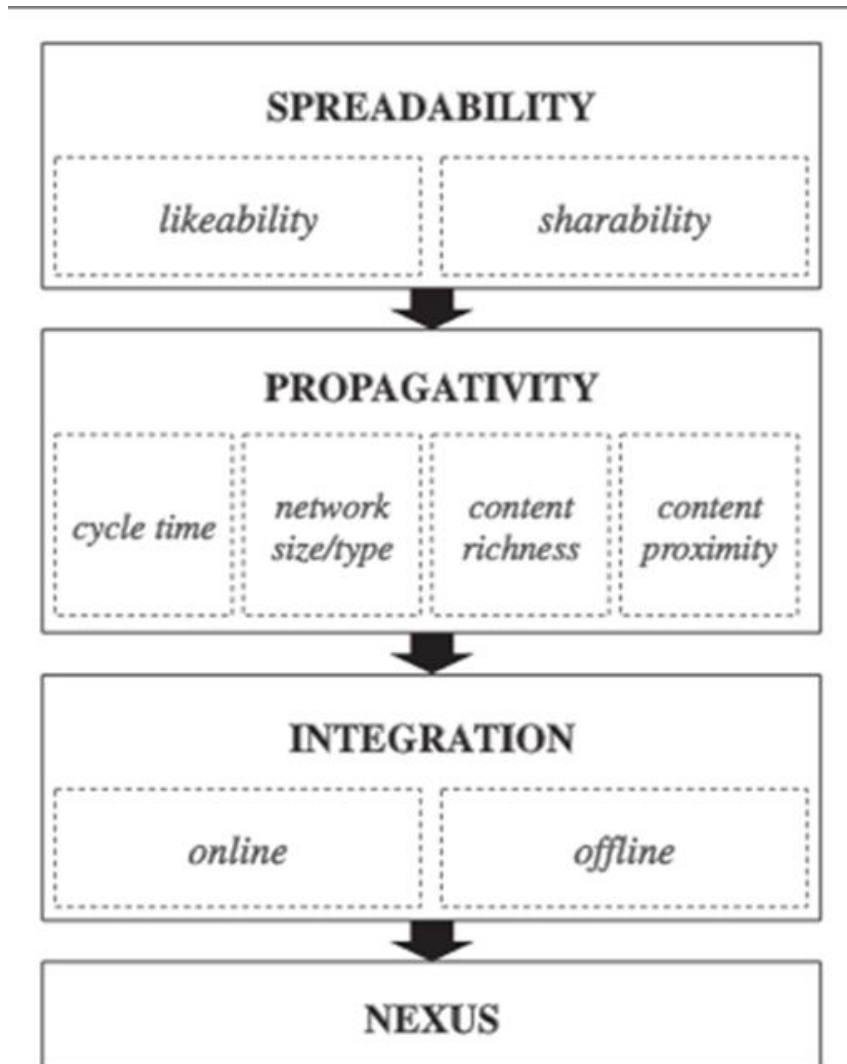 SPREADABILITY
likeability
sharability
PROPAGATIVITY
cycle time
network
size/type
content
richness
content
proximity
INTEGRATION
online
offline
NEXUS